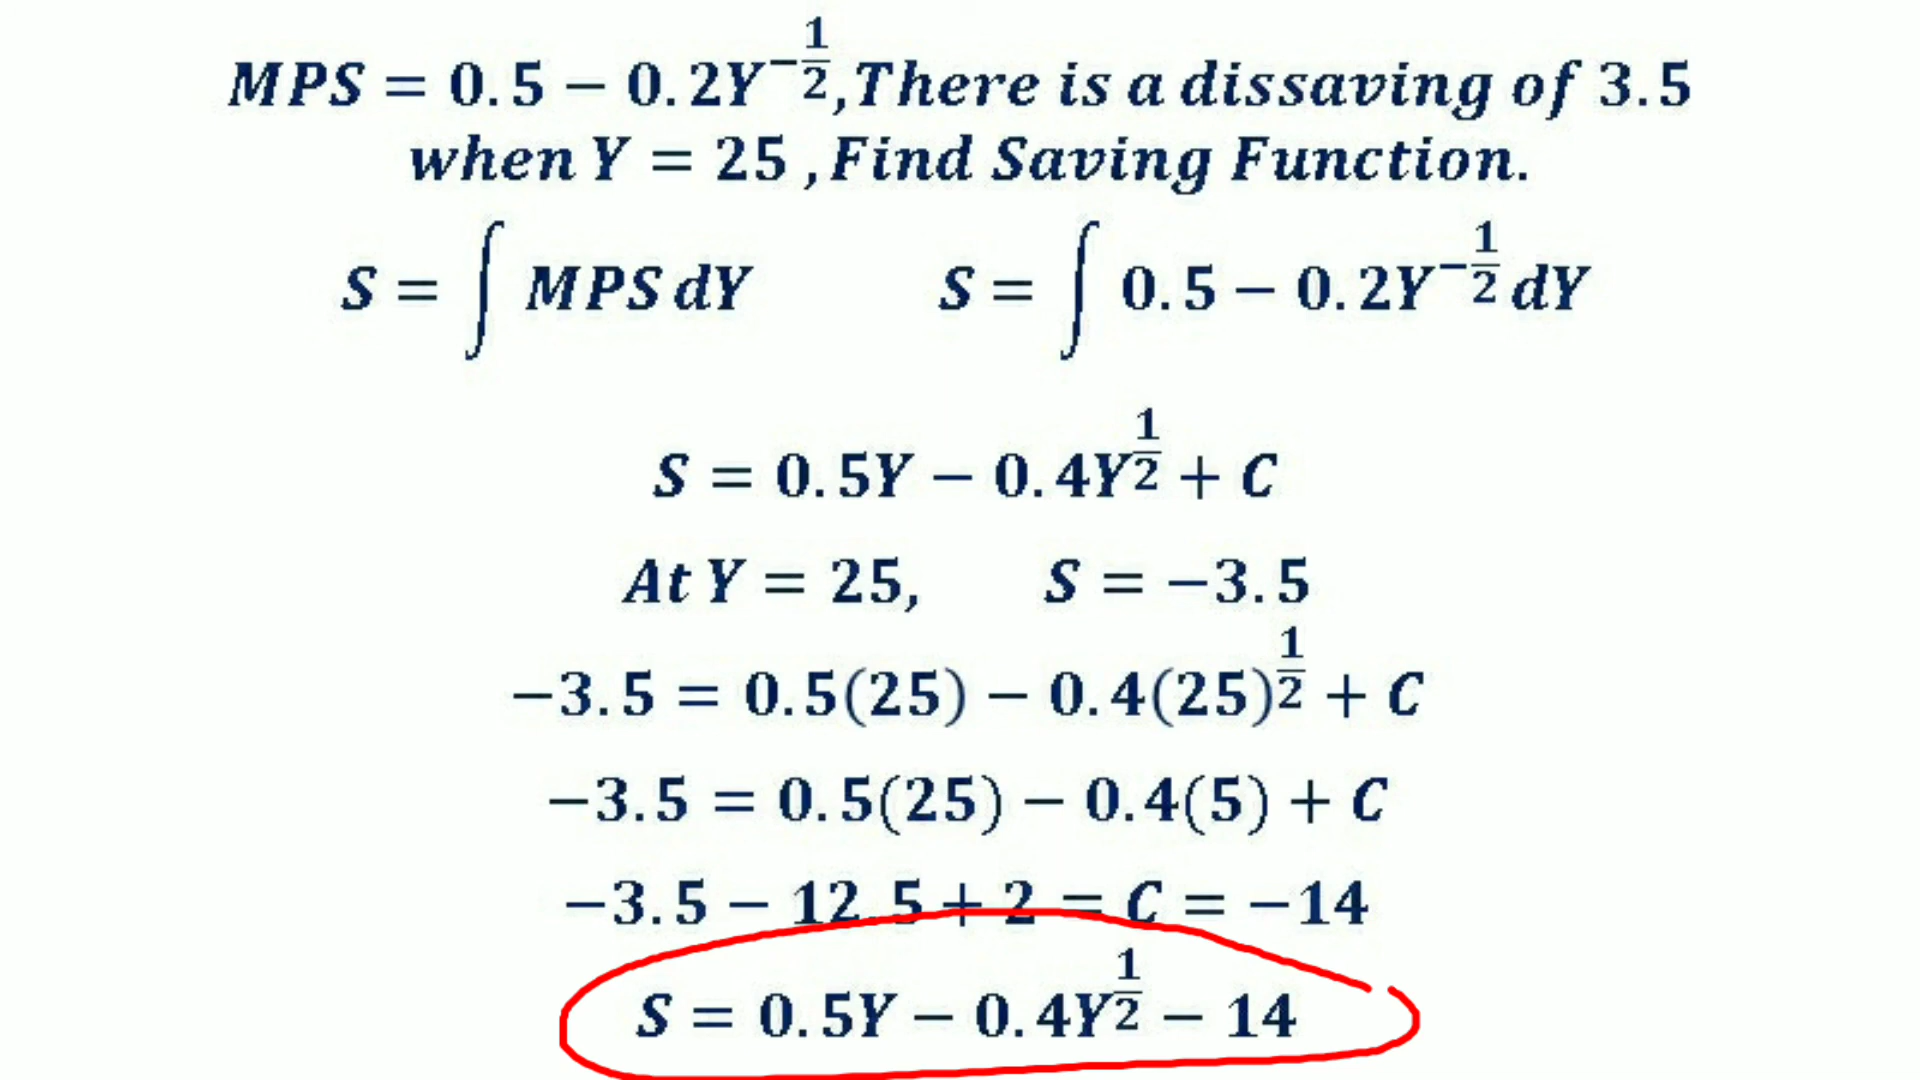 MPS = 0.5 − 0.2Y^{−1/2}, There is a dissaving of 3.5
when Y = 25 , Find Saving Function.
S = ∫ MPS dY    S = ∫ 0.5 − 0.2Y^{−1/2} dY
S = 0.5Y − 0.4Y^{1/2} + C
At Y = 25,    S = −3.5
−3.5 = 0.5(25) − 0.4(25)^{1/2} + C
−3.5 = 0.5(25) − 0.4(5) + C
−3.5 − 12.5 + 2 = C = −14
S = 0.5Y − 0.4Y^{1/2} − 14